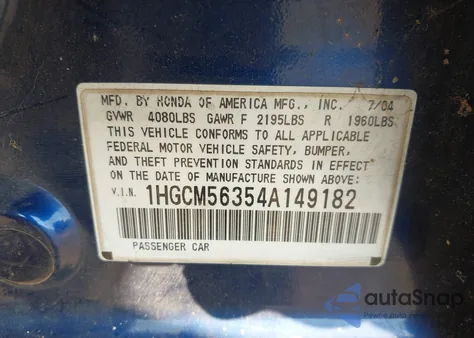 MFD. BY HONDA OF AMERICA MFG., INC. 7/04
GVWR 4080LBS GAWR F 2195LBS R 1960LBS
THIS VEHICLE CONFORMS TO ALL APPLICABLE
FEDERAL MOTOR VEHICLE SAFETY, BUMPER,
AND THEFT PREVENTION STANDARDS IN EFFECT
ON THE DATE OF MANUFACTURE SHOWN ABOVE:
V.I.N. 1HGCM56354A149182
PASSENGER CAR
autoSnap